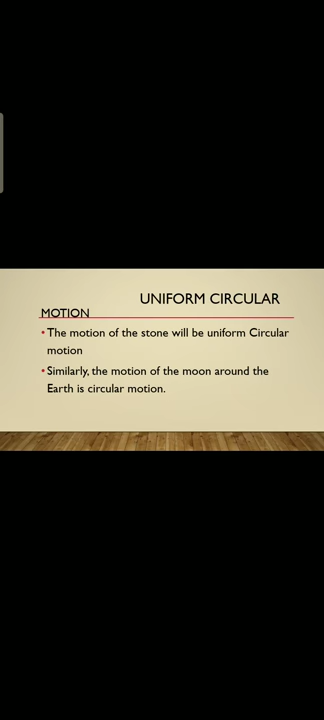 UNIFORM CIRCULAR
MOTION
• The motion of the stone will be uniform Circular
motion
• Similarly, the motion of the moon around the
Earth is circular motion.